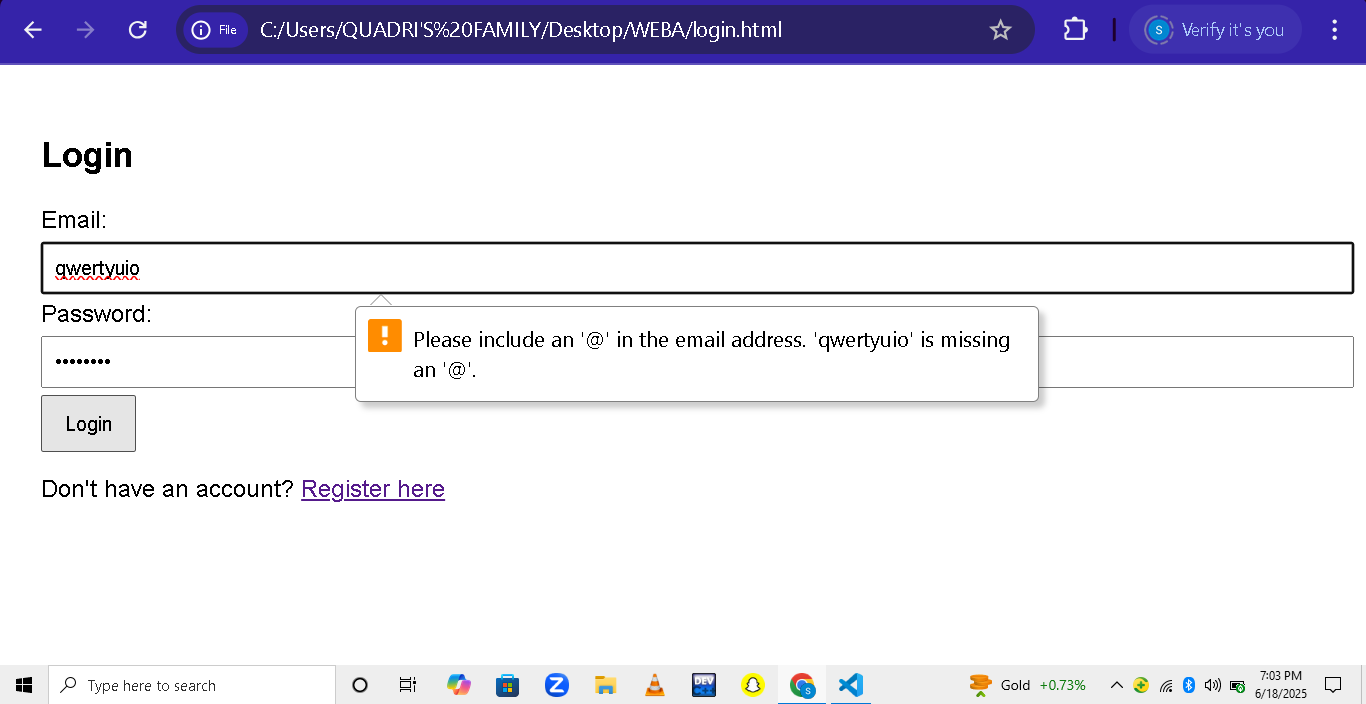 File
C:/Users/QUADRI'S%20FAMILY/Desktop/WEBA/login.html
S
Verify it's you
Login
Email:
qwertyuio
Password:
Please include an '@' in the email address. 'qwertyuio' is missing
an '@'.
••••••••
Login
Don't have an account? Register here
Type here to search
Z
DEV
S
Gold +0.73%
7:03 PM
6/18/2025